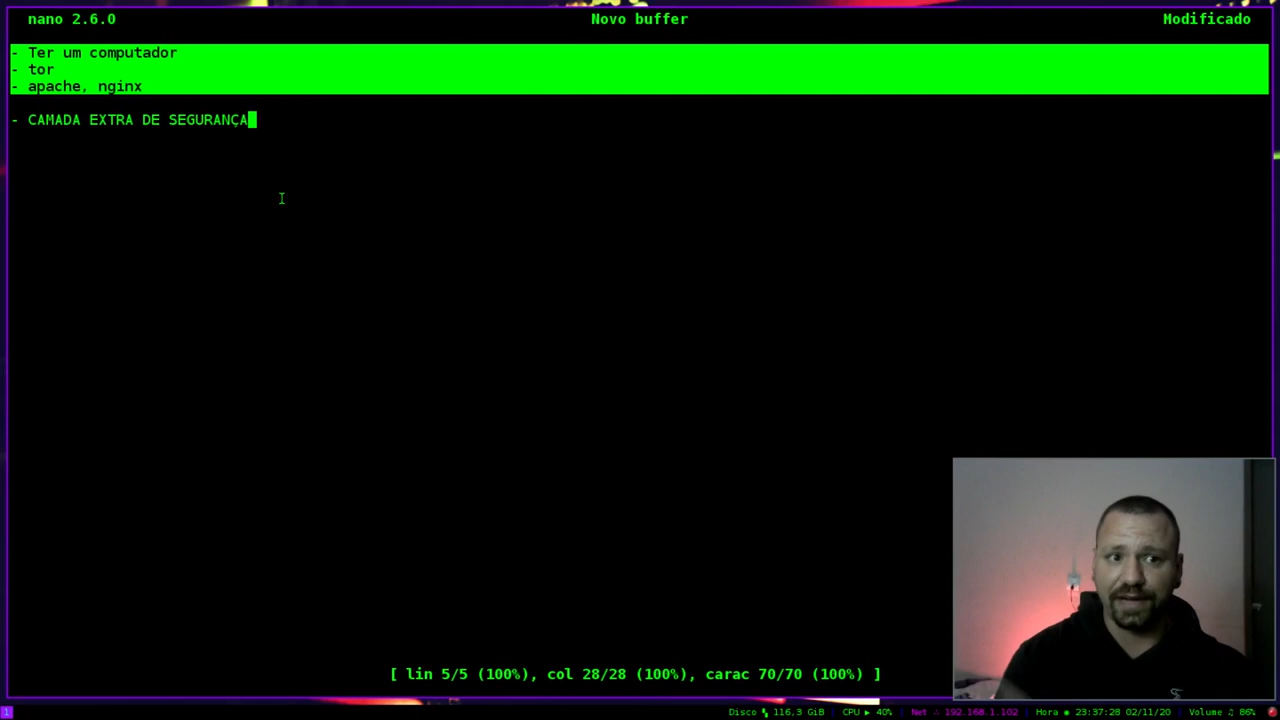 nano 2.6.0 Novo buffer Modificado
- Ter um computador
- tor
- apache, nginx
- CAMADA EXTRA DE SEGURANÇA
[ lin 5/5 (100%), col 28/28 (100%), carac 70/70 (100%) ]
1 Disco 116,3 GiB | CPU ▶ 40% | Net 192.168.1.102 | Hora 23:37:28 02/11/20 | Volume ♫ 86%